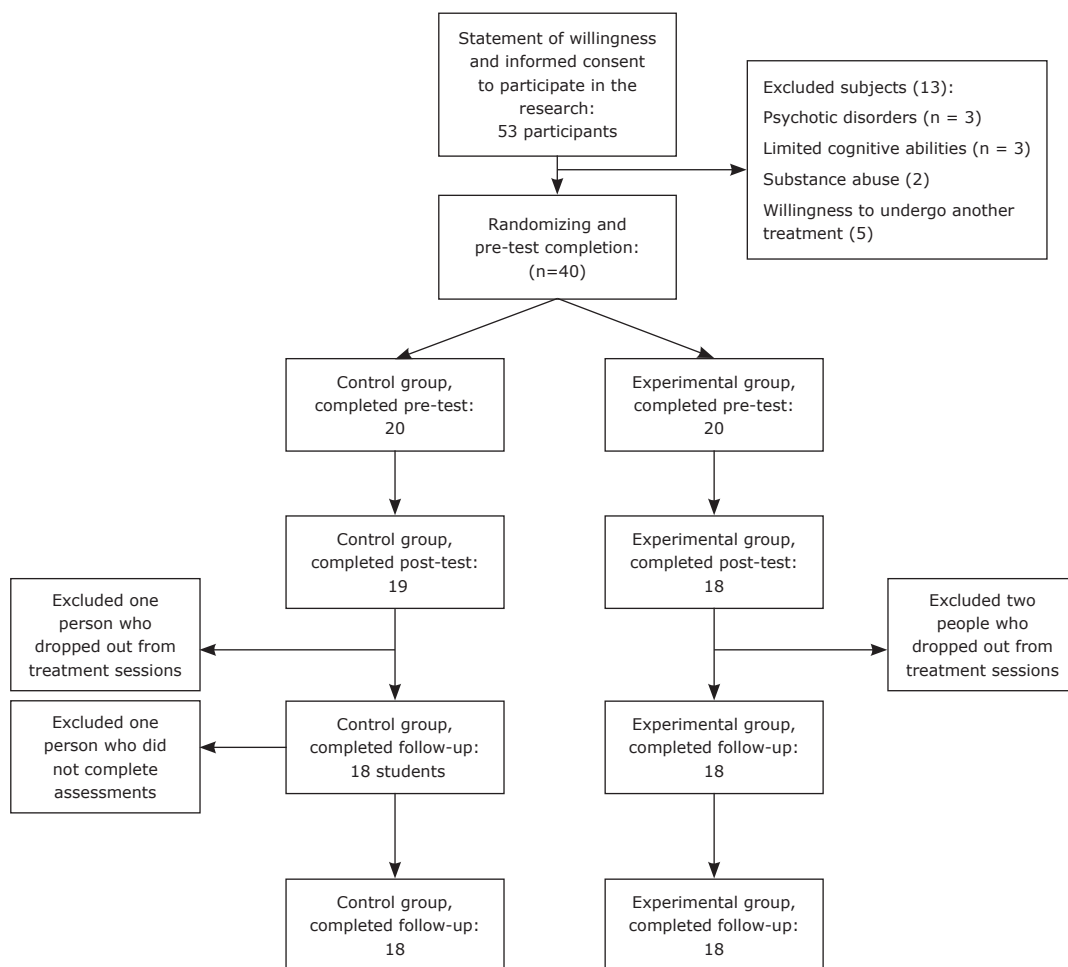 Statement of willingness
and informed consent
to participate in the
research:
53 participants
Excluded subjects (13):
Psychotic disorders (n = 3)
Limited cognitive abilities (n = 3)
Substance abuse (2)
Willingness to undergo another
treatment (5)
Randomizing and
pre-test completion:
(n=40)
Control group,
completed pre-test:
20
Experimental group,
completed pre-test:
20
Control group,
completed post-test:
19
Experimental group,
completed post-test:
18
Excluded one
person who
dropped out from
treatment sessions
Excluded two
people who
dropped out from
treatment sessions
Excluded one
person who did
not complete
assessments
Control group,
completed follow-up:
18 students
Experimental group,
completed follow-up:
18
Control group,
completed follow-up:
18
Experimental group,
completed follow-up:
18